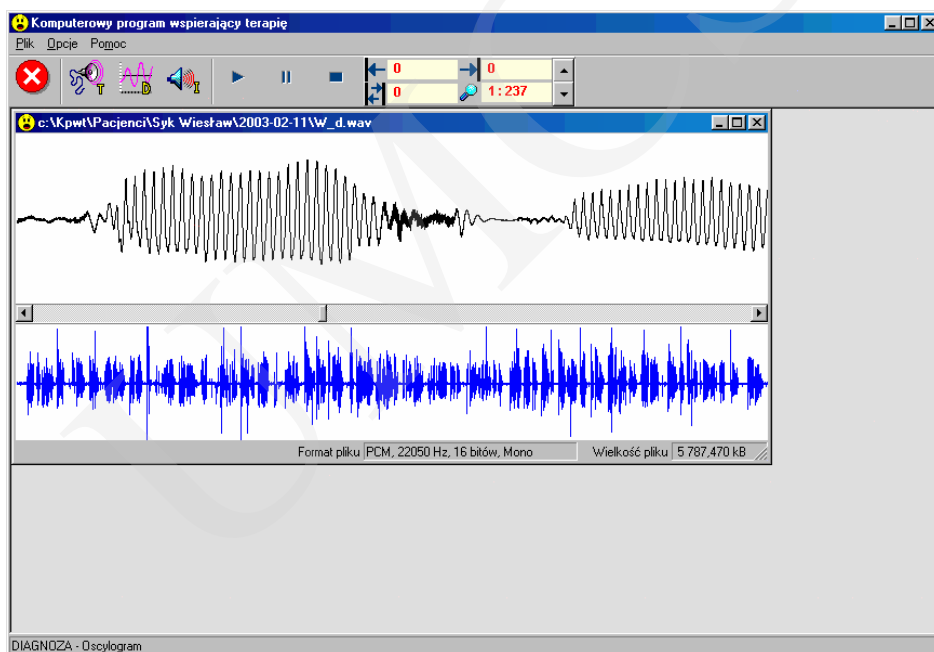 Komputerowy program wspierający terapię
Plik Opcje Pomoc
T D I 0 0
0 1:237
c:\Kpwt\Pacjenci\Syk Wiesław\2003-02-11\W_d.wav
Format pliku PCM, 22050 Hz, 16 bitów, Mono Wielkość pliku 5 787,470 kB
DIAGNOZA - Oscylogram
UMCS